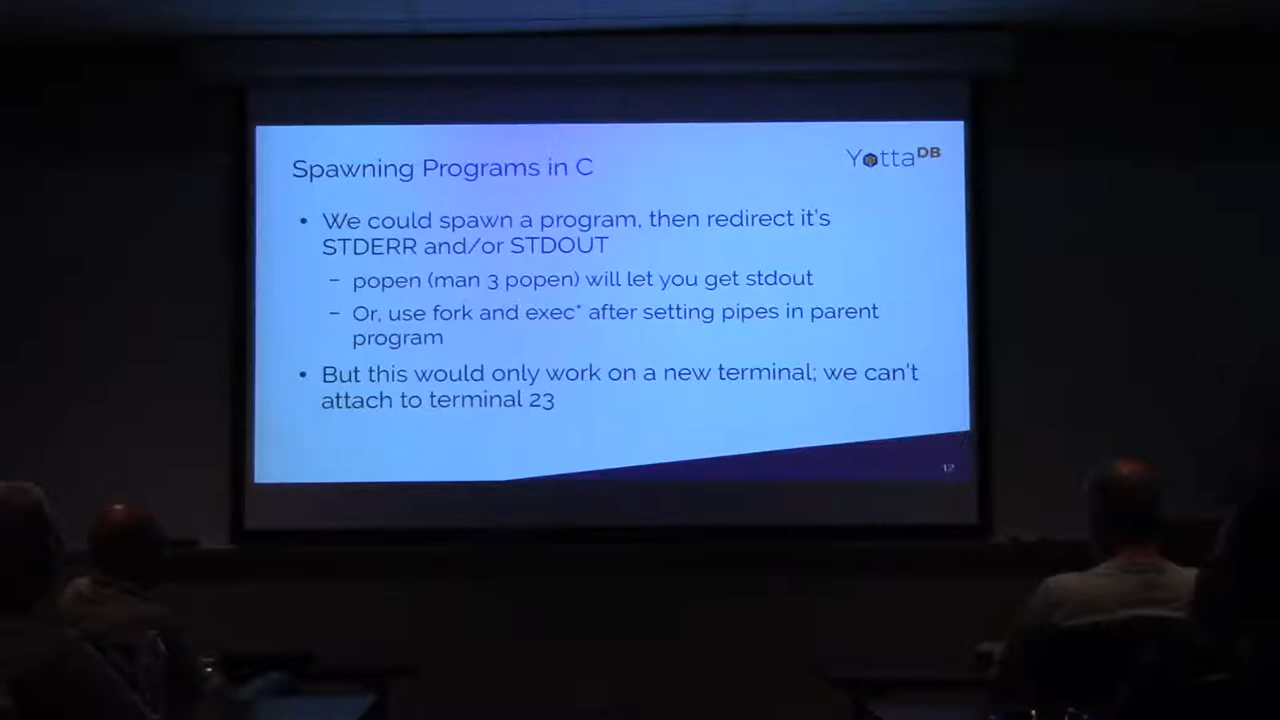 Spawning Programs in C
YottaDB
• We could spawn a program, then redirect it's
STDERR and/or STDOUT
– popen (man 3 popen) will let you get stdout
– Or, use fork and exec* after setting pipes in parent
program
• But this would only work on a new terminal; we can't
attach to terminal 23
12